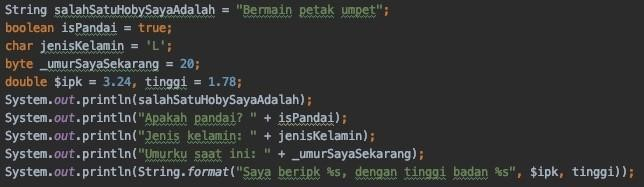 String salahSatuHobySayaAdalah = "Bermain petak umpet";
boolean isPandai = true;
char jenisKelamin = 'L';
byte _umurSayaSekarang = 20;
double $ipk = 3.24, tinggi = 1.78;
System.out.println(salahSatuHobySayaAdalah);
System.out.println("Apakah pandai? " + isPandai);
System.out.println("Jenis kelamin: " + jenisKelamin);
System.out.println("Umurku saat ini: " + _umurSayaSekarang);
System.out.println(String.format("Saya beripk %s, dengan tinggi badan %s", $ipk, tinggi));